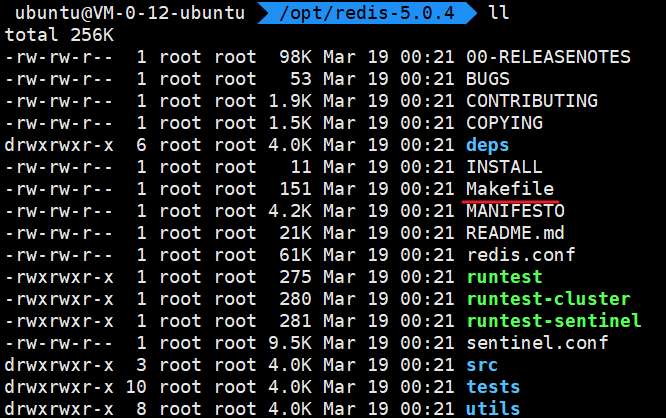 ubuntu@VM-0-12-ubuntu /opt/redis-5.0.4 ll
total 256K
-rw-rw-r--  1 root root  98K Mar 19 00:21 00-RELEASENOTES
-rw-rw-r--  1 root root   53 Mar 19 00:21 BUGS
-rw-rw-r--  1 root root 1.9K Mar 19 00:21 CONTRIBUTING
-rw-rw-r--  1 root root 1.5K Mar 19 00:21 COPYING
drwxrwxr-x  6 root root 4.0K Mar 19 00:21 deps
-rw-rw-r--  1 root root   11 Mar 19 00:21 INSTALL
-rw-rw-r--  1 root root  151 Mar 19 00:21 Makefile
-rw-rw-r--  1 root root 4.2K Mar 19 00:21 MANIFESTO
-rw-rw-r--  1 root root  21K Mar 19 00:21 README.md
-rw-rw-r--  1 root root  61K Mar 19 00:21 redis.conf
-rwxrwxr-x  1 root root  275 Mar 19 00:21 runtest
-rwxrwxr-x  1 root root  280 Mar 19 00:21 runtest-cluster
-rwxrwxr-x  1 root root  281 Mar 19 00:21 runtest-sentinel
-rw-rw-r--  1 root root 9.5K Mar 19 00:21 sentinel.conf
drwxrwxr-x  3 root root 4.0K Mar 19 00:21 src
drwxrwxr-x 10 root root 4.0K Mar 19 00:21 tests
drwxrwxr-x  8 root root 4.0K Mar 19 00:21 utils